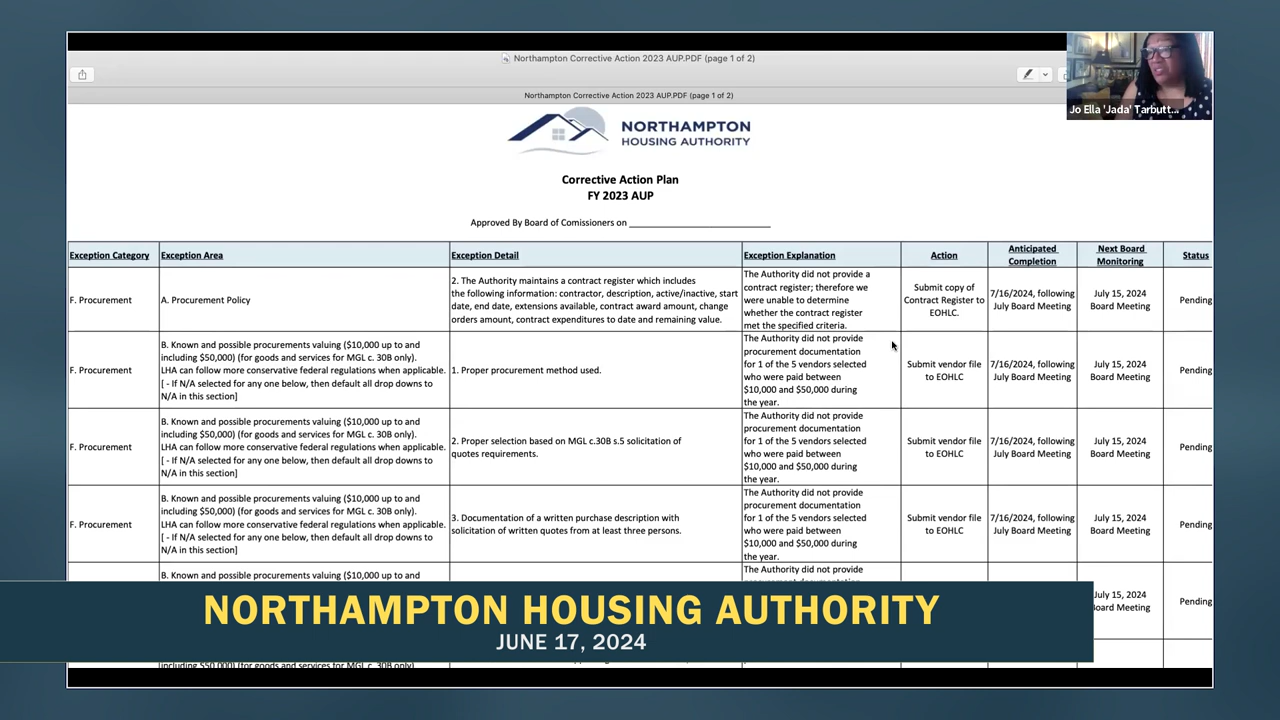 Northampton Corrective Action 2023 AUP.PDF (page 1 of 2)
Northampton Corrective Action 2023 AUP.PDF (page 1 of 2)
Jo Ella 'Jada' Tarbutt...
NORTHAMPTON
HOUSING AUTHORITY
Corrective Action Plan
FY 2023 AUP
Approved By Board of Comissioners on
Exception Category
Exception Area
Exception Detail
Exception Explanation
Action
Anticipated
Completion
Next Board
Monitoring
Status
F. Procurement
A. Procurement Policy
2. The Authority maintains a contract register which includes
the following information: contractor, description, active/inactive, start
date, end date, extensions available, contract award amount, change
orders amount, contract expenditures to date and remaining value.
The Authority did not provide a
contract register; therefore we
were unable to determine
whether the contract register
met the specified criteria.
Submit copy of
Contract Register to
EOHLC.
7/16/2024, following
July Board Meeting
July 15, 2024
Board Meeting
Pending
F. Procurement
B. Known and possible procurements valuing ($10,000 up to and
including $50,000) (for goods and services for MGL c. 30B only).
LHA can follow more conservative federal regulations when applicable.
[ - If N/A selected for any one below, then default all drop downs to
N/A in this section]
1. Proper procurement method used.
The Authority did not provide
procurement documentation
for 1 of the 5 vendors selected
who were paid between
$10,000 and $50,000 during
the year.
Submit vendor file
to EOHLC
7/16/2024, following
July Board Meeting
July 15, 2024
Board Meeting
Pending
F. Procurement
B. Known and possible procurements valuing ($10,000 up to and
including $50,000) (for goods and services for MGL c. 30B only).
LHA can follow more conservative federal regulations when applicable.
[ - If N/A selected for any one below, then default all drop downs to
N/A in this section]
2. Proper selection based on MGL c.30B s.5 solicitation of
quotes requirements.
The Authority did not provide
procurement documentation
for 1 of the 5 vendors selected
who were paid between
$10,000 and $50,000 during
the year.
Submit vendor file
to EOHLC
7/16/2024, following
July Board Meeting
July 15, 2024
Board Meeting
Pending
F. Procurement
B. Known and possible procurements valuing ($10,000 up to and
including $50,000) (for goods and services for MGL c. 30B only).
LHA can follow more conservative federal regulations when applicable.
[ - If N/A selected for any one below, then default all drop downs to
N/A in this section]
3. Documentation of a written purchase description with
solicitation of written quotes from at least three persons.
The Authority did not provide
procurement documentation
for 1 of the 5 vendors selected
who were paid between
$10,000 and $50,000 during
the year.
Submit vendor file
to EOHLC
7/16/2024, following
July Board Meeting
July 15, 2024
Board Meeting
Pending
B. Known and possible procurements valuing ($10,000 up to and
The Authority did not provide
July 15, 2024
Board Meeting
Pending
NORTHAMPTON HOUSING AUTHORITY
JUNE 17, 2024
including $50,000) (for goods and services for MGL c. 30B only)